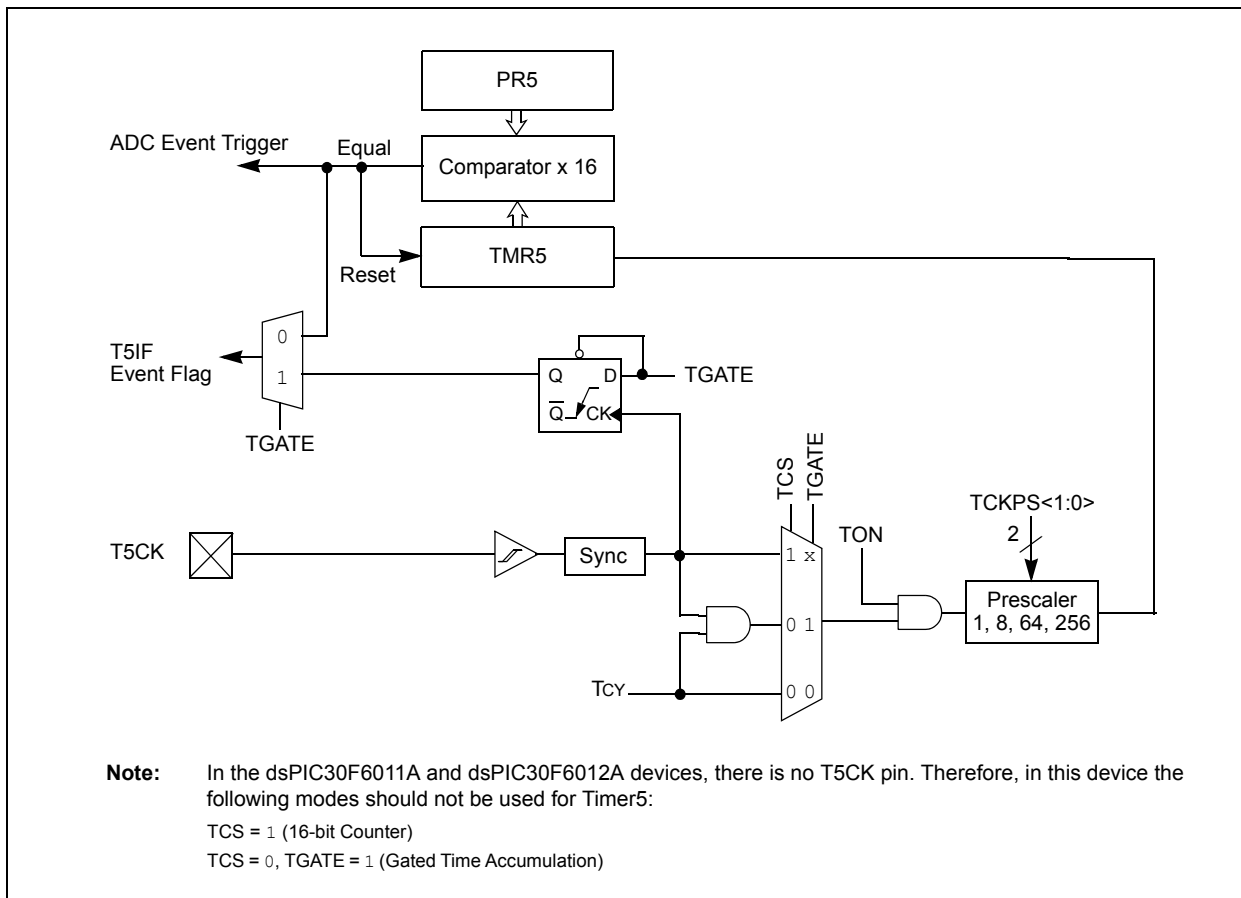 PR5
ADC Event Trigger
Equal
Comparator x 16
TMR5
Reset
0
T5IF
Event Flag
1
Q
D
TGATE
Q
CK
TGATE
TCS
TGATE
TCKPS<1:0>
2
TON
T5CK
Sync
1 x
Prescaler
1, 8, 64, 256
0 1
TCY
0 0
Note: In the dsPIC30F6011A and dsPIC30F6012A devices, there is no T5CK pin. Therefore, in this device the
following modes should not be used for Timer5:
TCS = 1 (16-bit Counter)
TCS = 0, TGATE = 1 (Gated Time Accumulation)